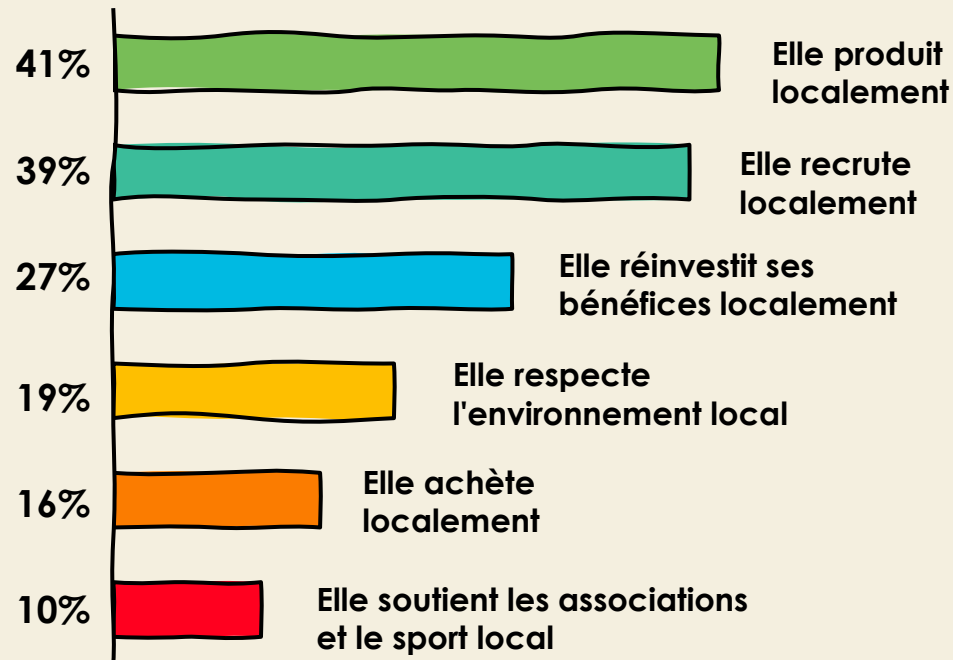 41%
Elle produit
localement
39%
Elle recrute
localement
27%
Elle réinvestit ses
bénéfices localement
19%
Elle respecte
l'environnement local
16%
Elle achète
localement
10%
Elle soutient les associations
et le sport local